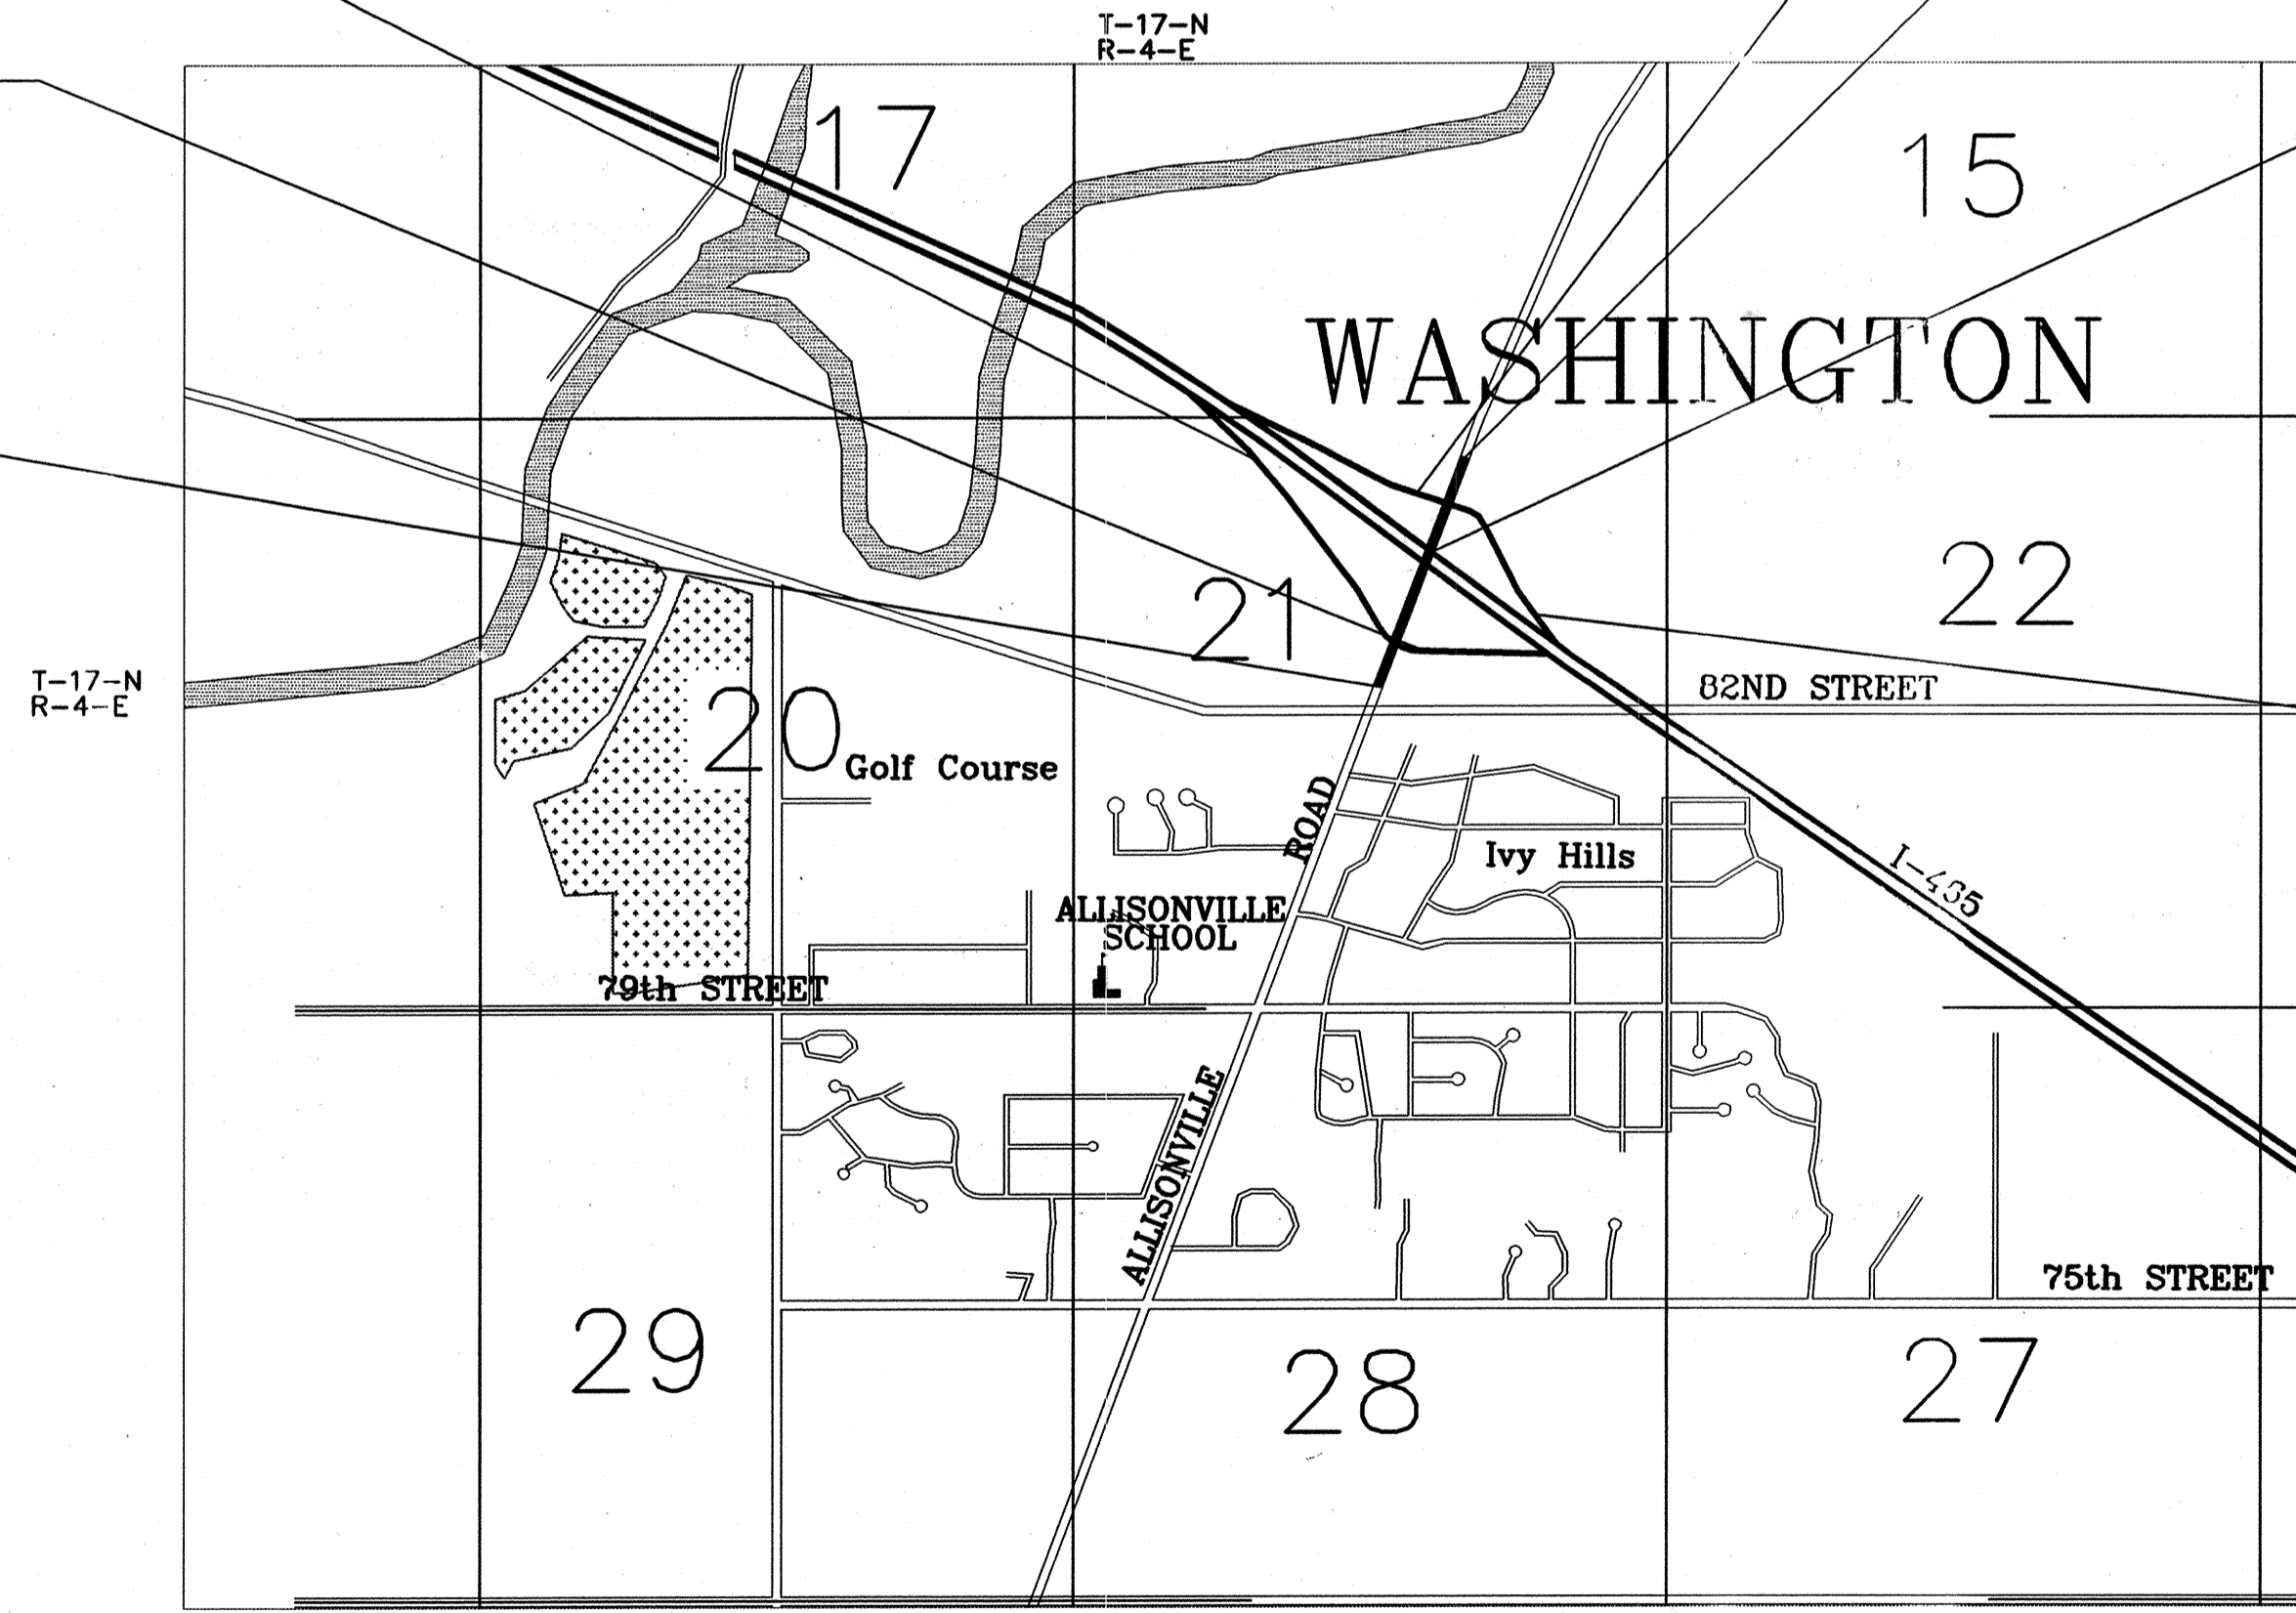 T-17-N
R-4-E
17
15
WASHINGTON
21
22
T-17-N
R-4-E
82ND STREET
20
Golf Course
ROAD
Ivy Hills
I-465
ALLISONVILLE
SCHOOL
79th STREET
ALLISONVILLE
75th STREET
29
28
27